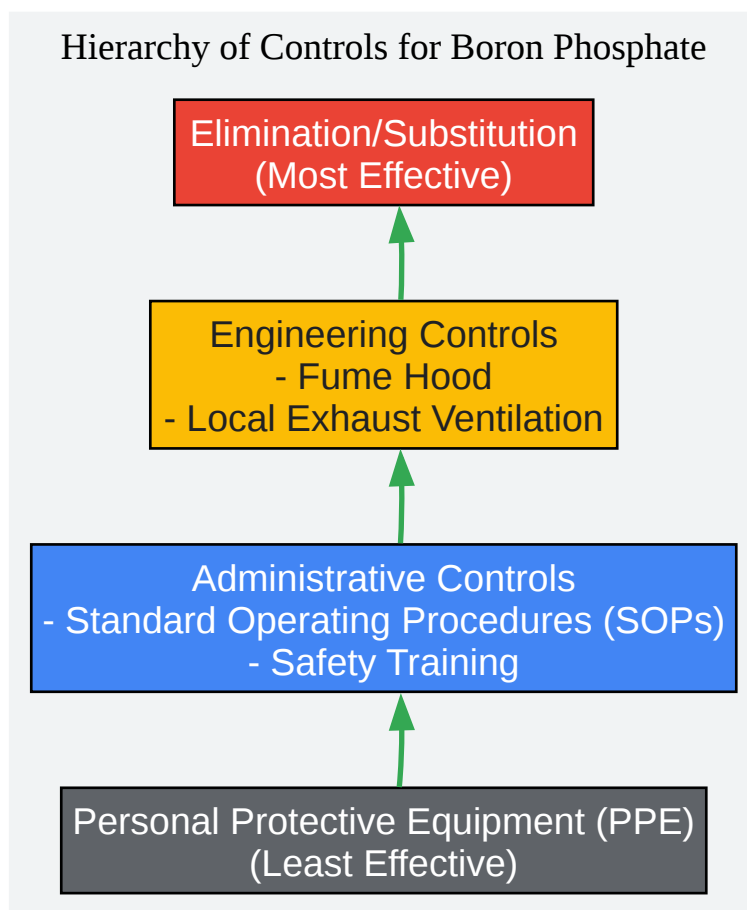 Hierarchy of Controls for Boron Phosphate
Elimination/Substitution
(Most Effective)
Engineering Controls
- Fume Hood
- Local Exhaust Ventilation
Administrative Controls
- Standard Operating Procedures (SOPs)
- Safety Training
Personal Protective Equipment (PPE)
(Least Effective)